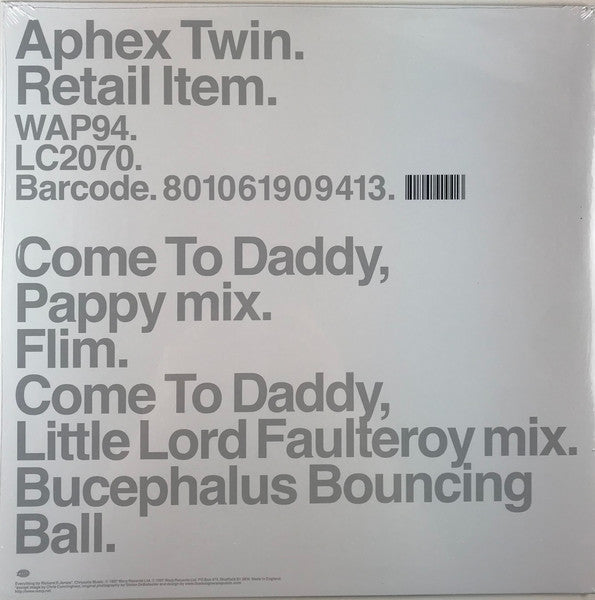 Aphex Twin.
Retail Item.
WAP94.
LC2070.
Barcode. 801061909413.
Come To Daddy,
Pappy mix.
Flim.
Come To Daddy,
Little Lord Faulteroy mix.
Bucephalus Bouncing
Ball.